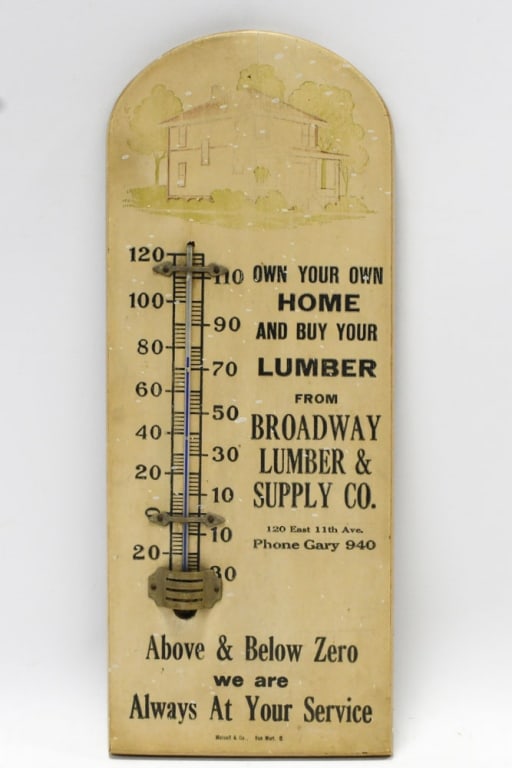 120
110
100
90
80
70
60
50
40
30
20
10
0
10
20
30
OWN YOUR OWN
HOME
AND BUY YOUR
LUMBER
FROM
BROADWAY
LUMBER &
SUPPLY CO.
120 East 11th Ave.
Phone Gary 940
Above & Below Zero
we are
Always At Your Service